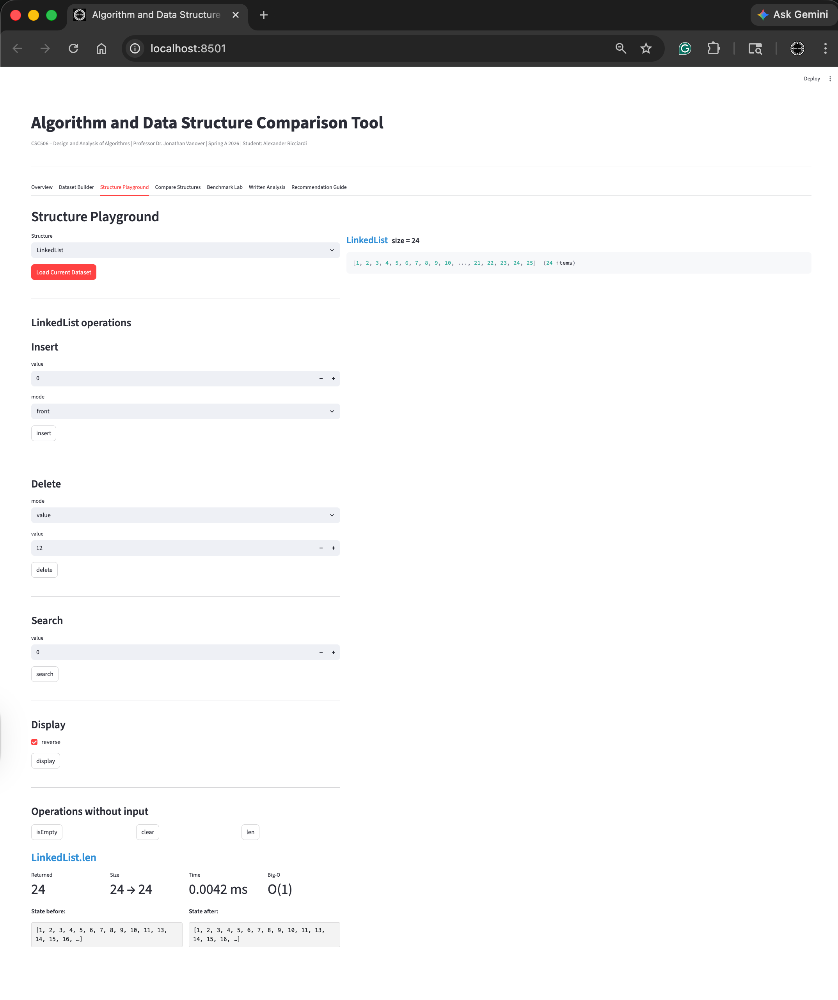 Algorithm and Data Structure
Ask Gemini
localhost:8501
Deploy
Algorithm and Data Structure Comparison Tool
CSC506 – Design and Analysis of Algorithms | Professor Dr. Jonathan Vanover | Spring A 2026 | Student: Alexander Ricciardi
Overview Dataset Builder Structure Playground Compare Structures Benchmark Lab Written Analysis Recommendation Guide
Structure Playground
Structure
LinkedList
Load Current Dataset
LinkedList size = 24
[1, 2, 3, 4, 5, 6, 7, 8, 9, 10, ..., 21, 22, 23, 24, 25] (24 items)
LinkedList operations
Insert
value
0
mode
front
insert
Delete
mode
value
value
12
delete
Search
value
0
search
Display
reverse
display
Operations without input
isEmpty clear len
LinkedList.len
Returned Size Time Big-O
24 24 → 24 0.0042 ms O(1)
State before: State after:
[1, 2, 3, 4, 5, 6, 7, 8, 9, 10, 11, 13,
14, 15, 16, …]
[1, 2, 3, 4, 5, 6, 7, 8, 9, 10, 11, 13,
14, 15, 16, …]